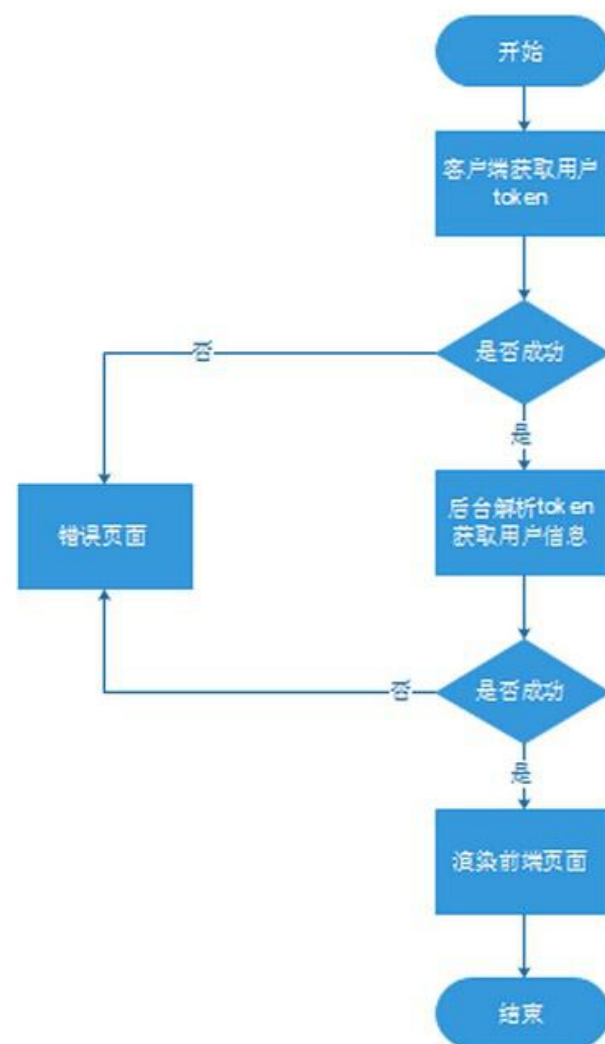 开始
客户端获取用户
token
是否成功
否
是
后台解析token
获取用户信息
错误页面
是否成功
否
是
渲染前端页面
结束